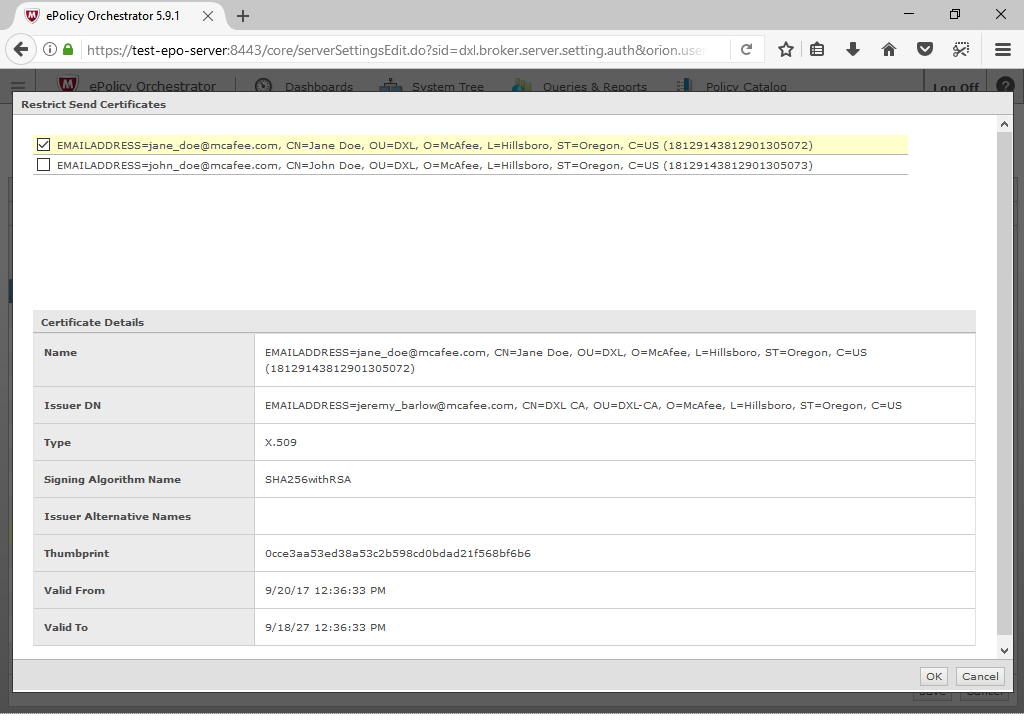 ePolicy Orchestrator 5.9.1
https://test-epo-server:8443/core/serverSettingsEdit.do?sid=dxl.broker.server.setting.auth&orion.use
ePolicy Orchestrator Dashboards System Tree Queries & Reports Policy Catalog Log Off ?
Restrict Send Certificates
EMAILADDRESS=jane_doe@mcafee.com, CN=Jane Doe, OU=DXL, O=McAfee, L=Hillsboro, ST=Oregon, C=US (18129143812901305072)
EMAILADDRESS=john_doe@mcafee.com, CN=John Doe, OU=DXL, O=McAfee, L=Hillsboro, ST=Oregon, C=US (18129143812901305073)
Certificate Details
Name EMAILADDRESS=jane_doe@mcafee.com, CN=Jane Doe, OU=DXL, O=McAfee, L=Hillsboro, ST=Oregon, C=US
(18129143812901305072)
Issuer DN EMAILADDRESS=jeremy_barlow@mcafee.com, CN=DXL CA, OU=DXL-CA, O=McAfee, L=Hillsboro, ST=Oregon, C=US
Type X.509
Signing Algorithm Name SHA256withRSA
Issuer Alternative Names
Thumbprint 0cce3aa53ed38a53c2b598cd0bdad21f568bf6b6
Valid From 9/20/17 12:36:33 PM
Valid To 9/18/27 12:36:33 PM
OK Cancel
Save Cancel